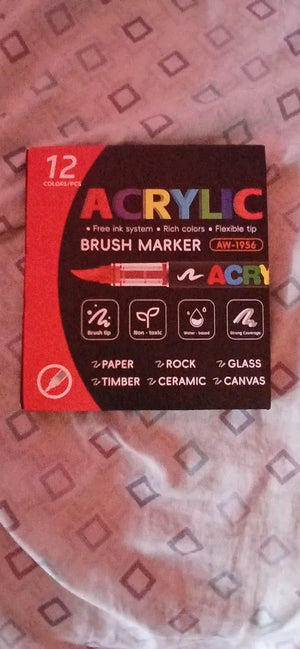 12
COLORS/PCS
ACRYLIC
• Free ink system • Rich colors • Flexible tip
BRUSH MARKER AW-1956
ACRY
Brush tip Non - toxic Water - based Strong Coverage
PAPER ROCK GLASS
TIMBER CERAMIC CANVAS